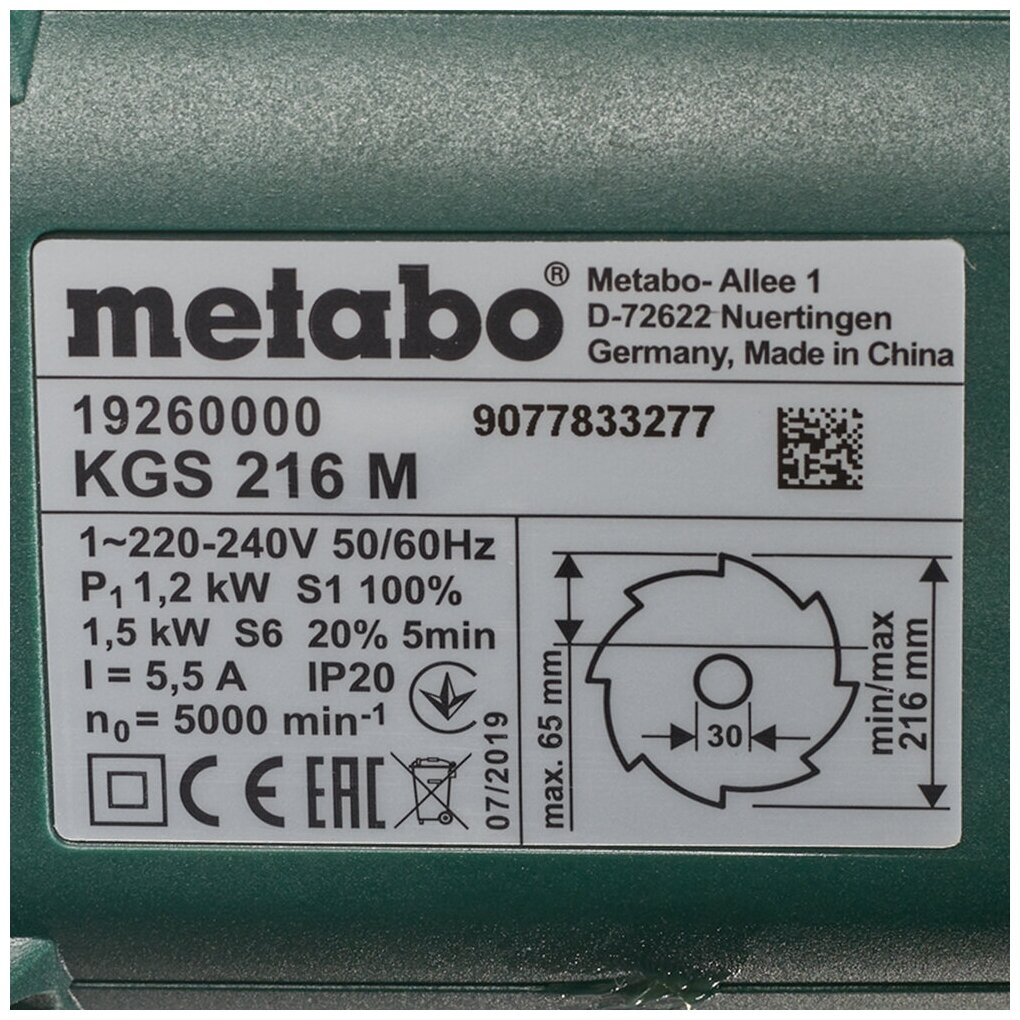 metabo®
Metabo- Allee 1
D-72622 Nuertingen
Germany, Made in China
19260000
9077833277
KGS 216 M
1~220-240V 50/60Hz
P₁ 1,2 kW S1 100%
1,5 kW S6 20% 5min
I = 5,5 A IP20
n₀= 5000 min⁻¹
CE EAC
07/2019
max. 65 mm
30
min/max
216 mm